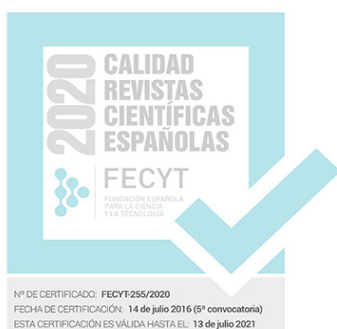 2020
CALIDAD
REVISTAS
CIENTÍFICAS
ESPAÑOLAS
FECYT
FUNDACIÓN ESPAÑOLA
PARA LA CIENCIA
Y LA TECNOLOGÍA
Nº DE CERTIFICADO: FECYT-255/2020
FECHA DE CERTIFICACIÓN: 14 de julio 2016 (5ª convocatoria)
ESTA CERTIFICACIÓN ES VÁLIDA HASTA EL: 13 de julio 2021